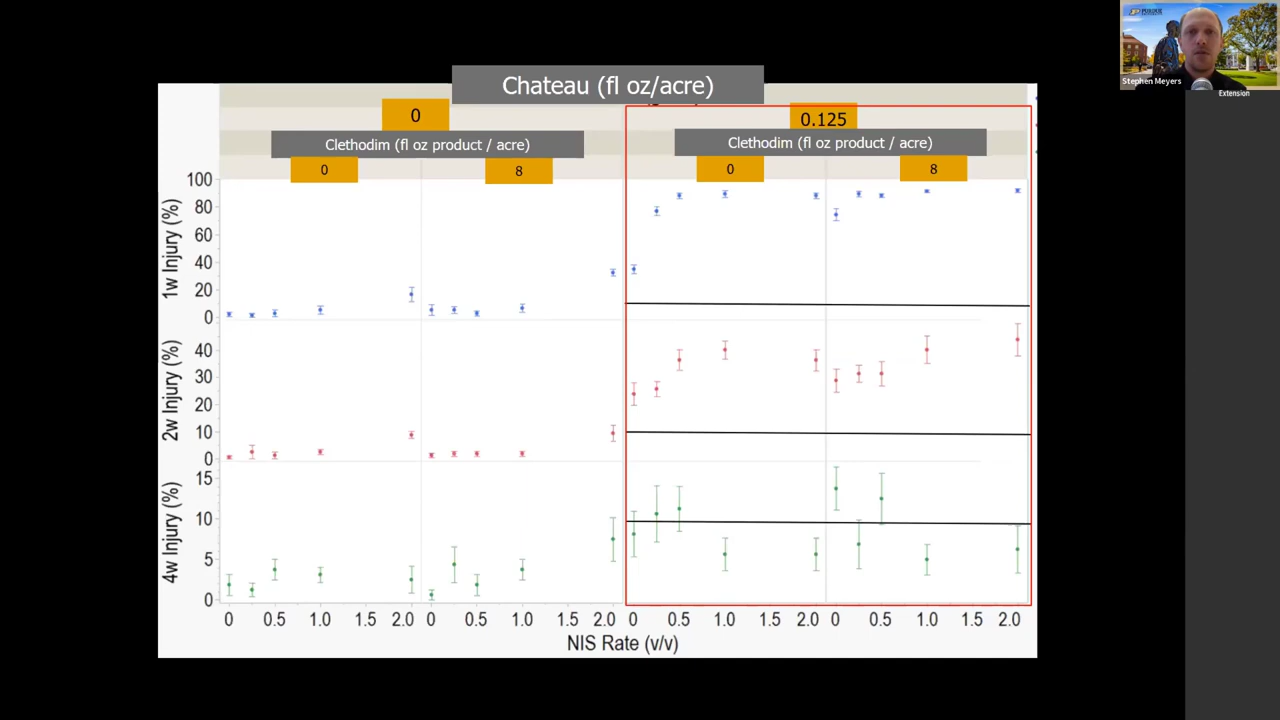 PURDUE
Stephen Meyers
Extension
Chateau (fl oz/acre)
0
0.125
Clethodim (fl oz product / acre)
Clethodim (fl oz product / acre)
0
8
0
8
1w Injury (%)
100
80
60
40
20
0
2w Injury (%)
40
30
20
10
0
4w Injury (%)
15
10
5
0
0 0.5 1.0 1.5 2.0 0 0.5 1.0 1.5 2.0 0 0.5 1.0 1.5 2.0 0 0.5 1.0 1.5 2.0
NIS Rate (v/v)